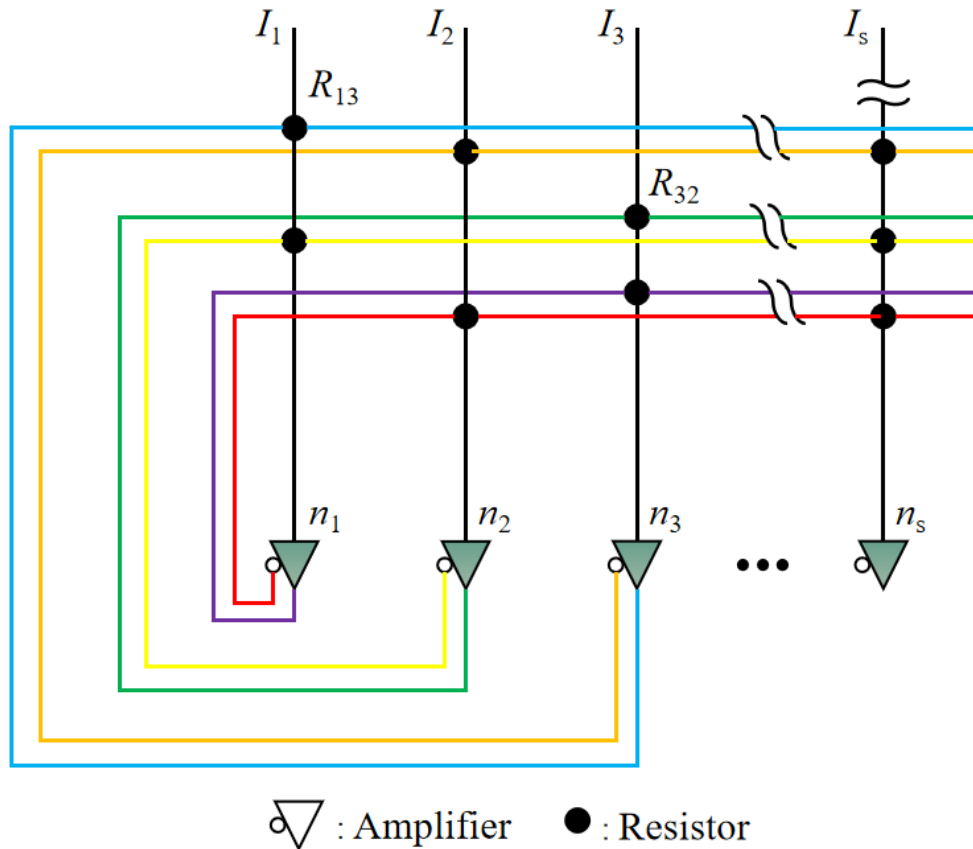 I₁ I₂ I₃ Iₛ
R₁₃
R₃₂
n₁ n₂ n₃ nₛ
: Amplifier : Resistor